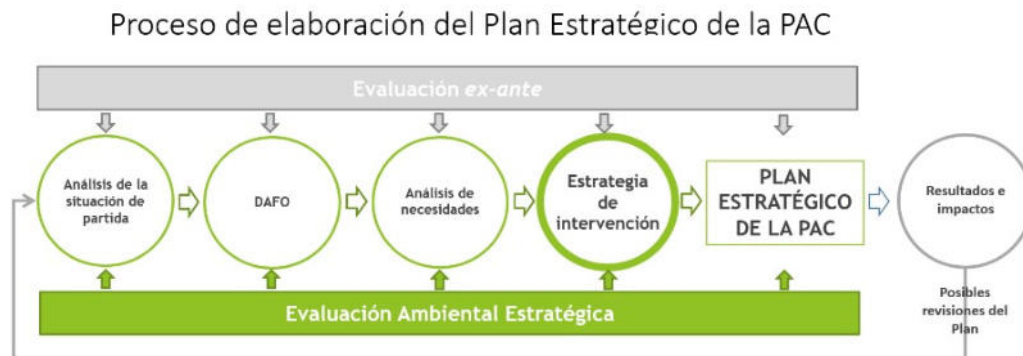 Proceso de elaboración del Plan Estratégico de la PAC
Evaluación ex-ante
Análisis de la
situación de
partida
DAFO
Análisis de
necesidades
Estrategia
de
intervención
PLAN
ESTRATÉGICO
DE LA PAC
Resultados e
impactos
Evaluación Ambiental Estratégica
Posibles
revisiones del
Plan